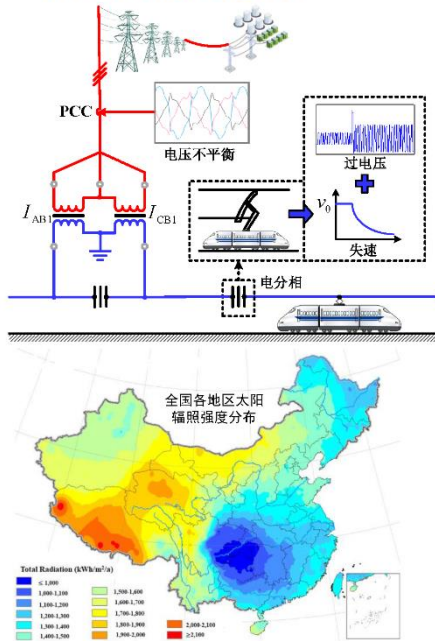 PCC
电压不平衡
过电压
I_AB1
I_CB1
v_0
失速
电分相
全国各地区太阳
辐照强度分布
Total Radiation (kWh/m²/a)
≤ 1,000
1,000-1,100
1,100-1,200
1,200-1,300
1,300-1,400
1,400-1,500
1,500-1,600
1,600-1,700
1,700-1,800
1,800-1,900
1,900-2,000
2,000-2,100
≥2,100